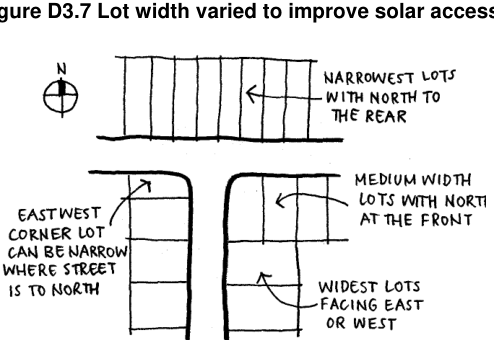 gure D3.7 Lot width varied to improve solar access
N
NARROWEST LOTS
WITH NORTH TO
THE REAR
MEDIUM WIDTH
LOTS WITH NORT
AT THE FRONT
EASTWEST
CORNER LOT
CAN BE NARROW
WHERE STREET
IS TO NORTH
WIDEST LOTS
FACING EAST
OR WEST